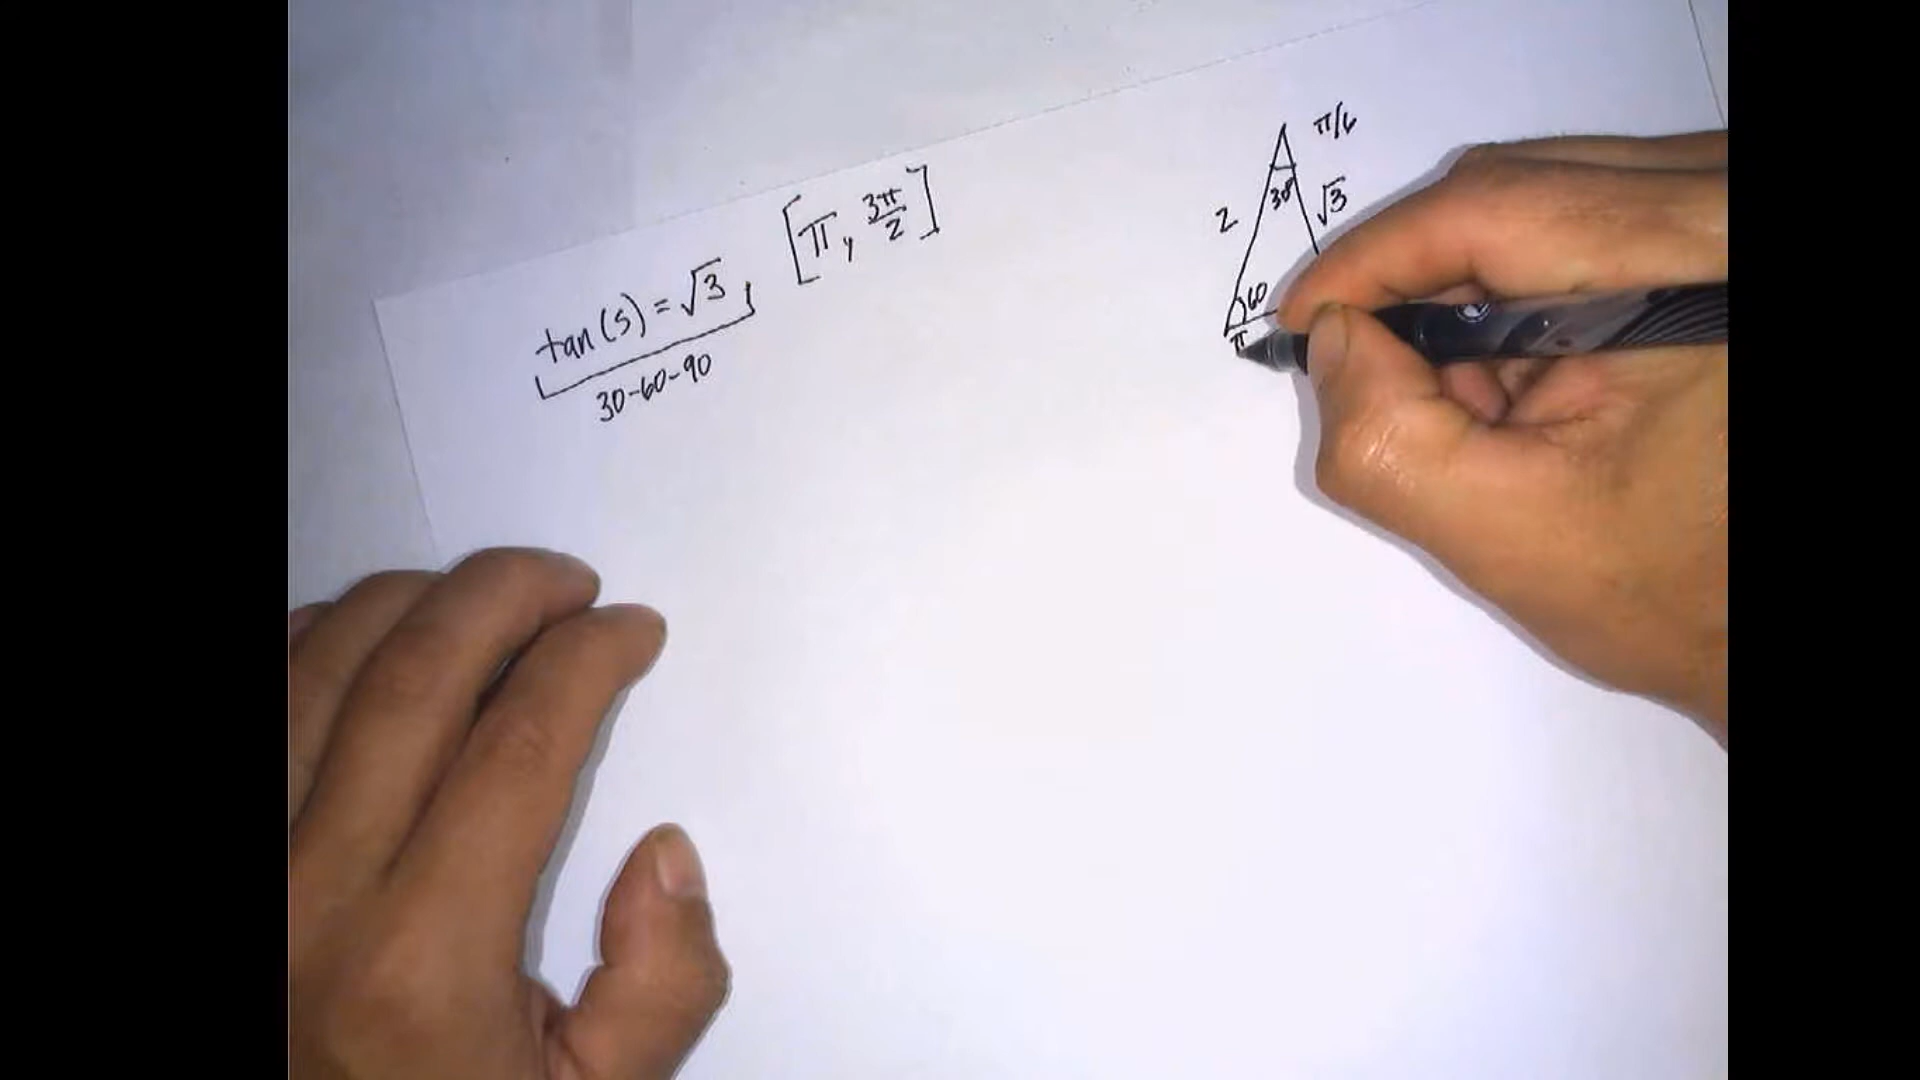 tan(s) = √3, [π, 3π/2]
30-60-90
π/6
30°
2
√3
60
π